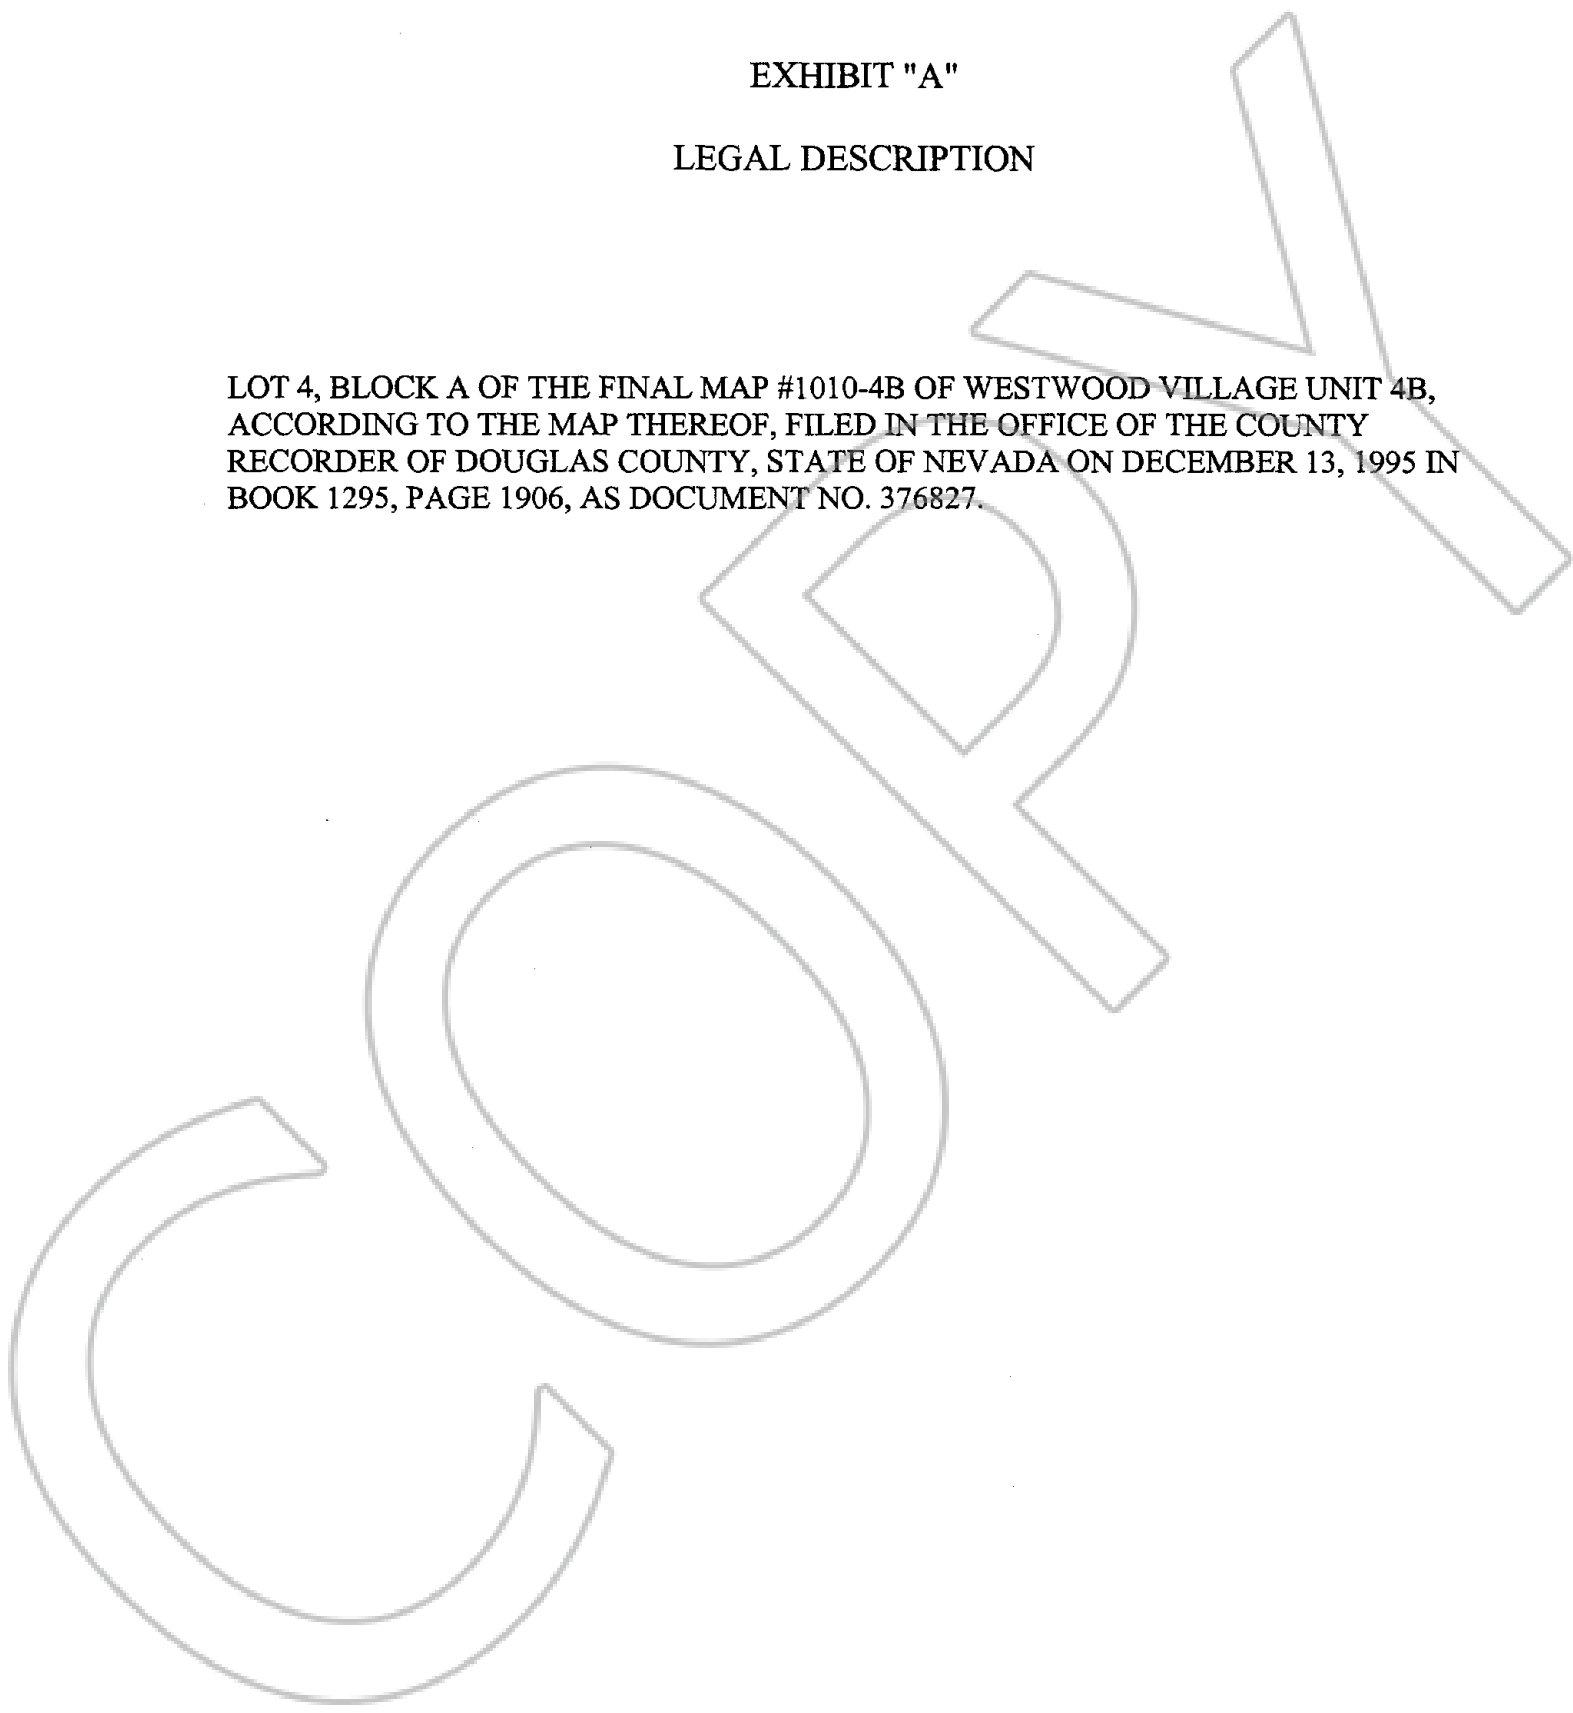 EXHIBIT "A"
LEGAL DESCRIPTION
LOT 4, BLOCK A OF THE FINAL MAP #1010-4B OF WESTWOOD VILLAGE UNIT 4B,
ACCORDING TO THE MAP THEREOF, FILED IN THE OFFICE OF THE COUNTY
RECORDER OF DOUGLAS COUNTY, STATE OF NEVADA ON DECEMBER 13, 1995 IN
BOOK 1295, PAGE 1906, AS DOCUMENT NO. 376827.
COPY